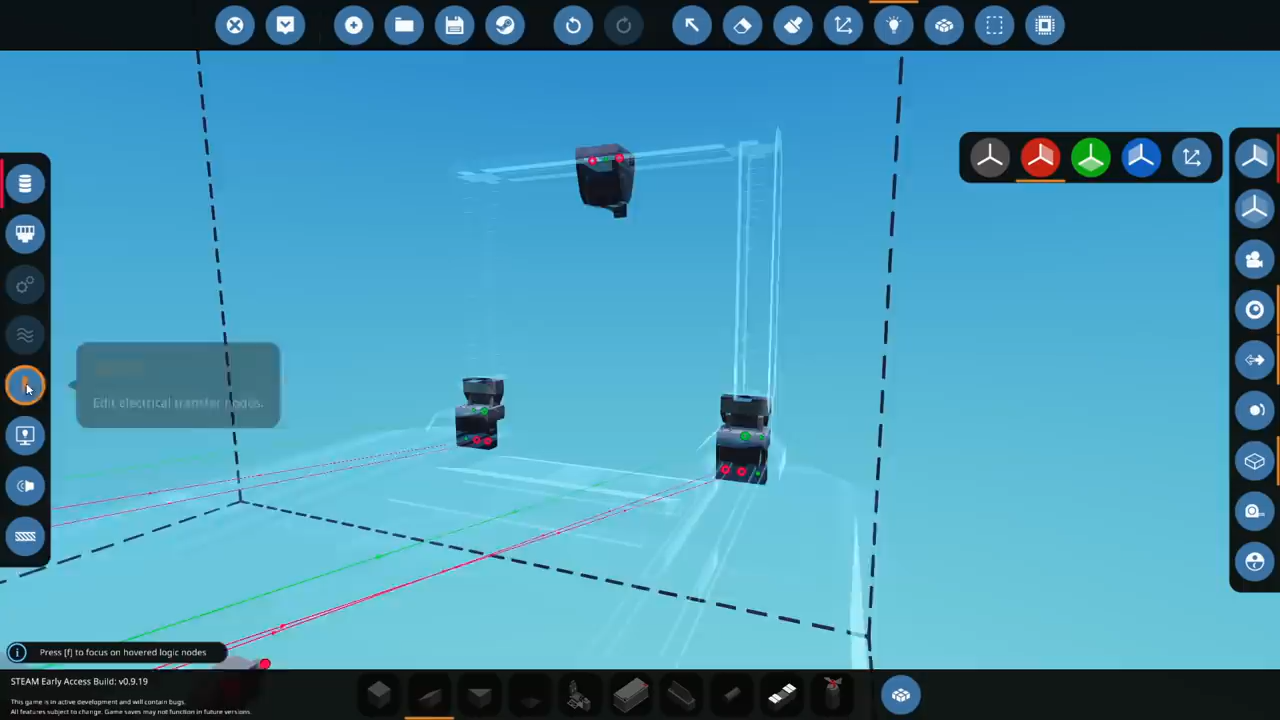 Edit electrical transfer nodes.
Press [f] to focus on hovered logic nodes
STEAM Early Access Build: v0.9.19
This game is in active development and will contain bugs.
All features subject to change. Game saves may not function in future versions.